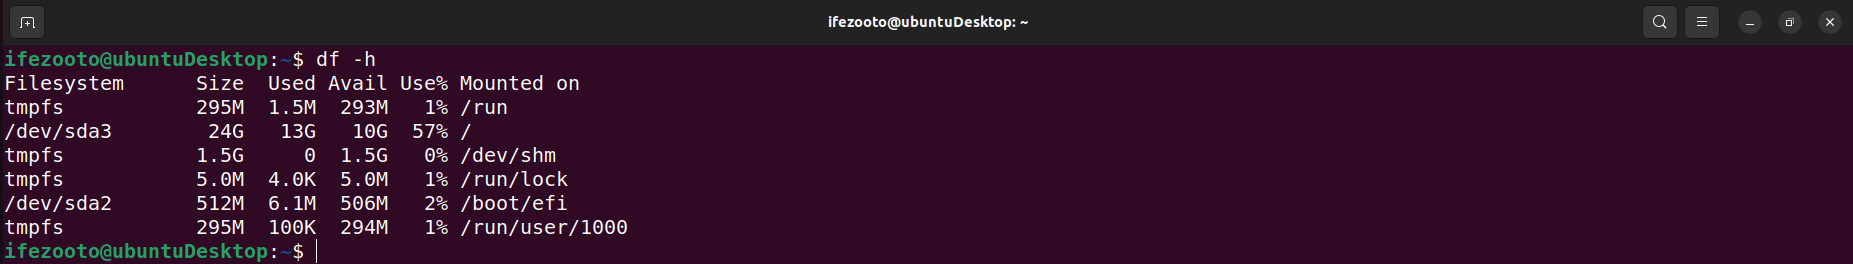 ifezooto@ubuntuDesktop: ~
ifezooto@ubuntuDesktop:~$ df -h
Filesystem      Size  Used Avail Use% Mounted on
tmpfs           295M  1.5M  293M   1% /run
/dev/sda3        24G   13G   10G  57% /
tmpfs           1.5G     0  1.5G   0% /dev/shm
tmpfs           5.0M  4.0K  5.0M   1% /run/lock
/dev/sda2       512M  6.1M  506M   2% /boot/efi
tmpfs           295M  100K  294M   1% /run/user/1000
ifezooto@ubuntuDesktop:~$